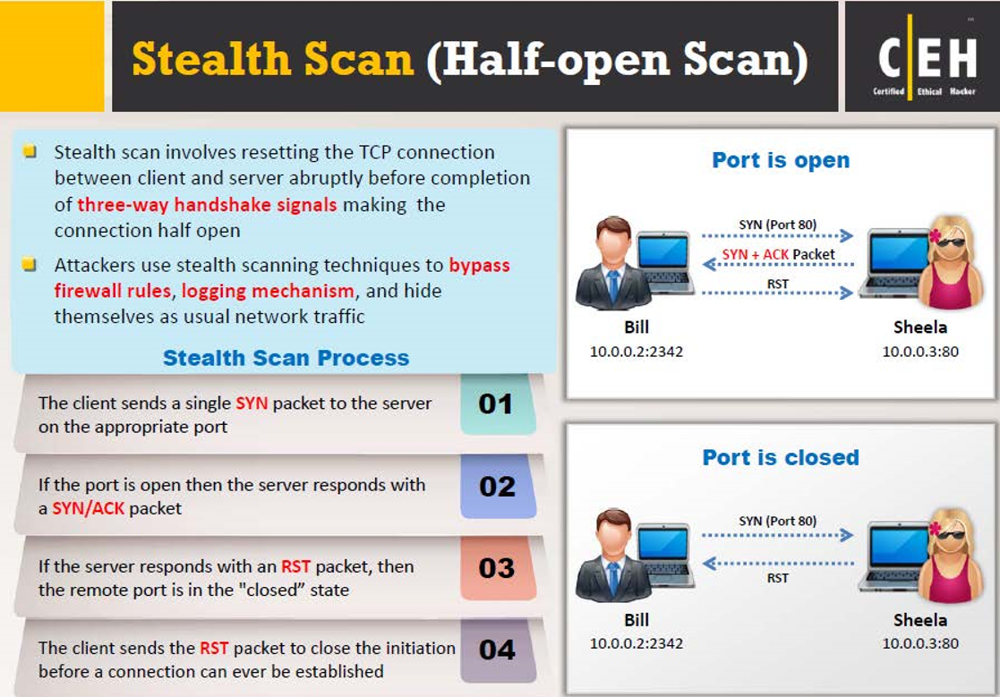 Stealth Scan (Half-open Scan)
C|EH
Certified Ethical Hacker
Stealth scan involves resetting the TCP connection
between client and server abruptly before completion
of three-way handshake signals making the
connection half open
Attackers use stealth scanning techniques to bypass
firewall rules, logging mechanism, and hide
themselves as usual network traffic
Stealth Scan Process
The client sends a single SYN packet to the server
on the appropriate port
01
If the port is open then the server responds with
a SYN/ACK packet
02
If the server responds with an RST packet, then
the remote port is in the "closed” state
03
The client sends the RST packet to close the initiation
before a connection can ever be established
04
Port is open
SYN (Port 80)
SYN + ACK Packet
RST
Bill
10.0.0.2:2342
Sheela
10.0.0.3:80
Port is closed
SYN (Port 80)
RST
Bill
10.0.0.2:2342
Sheela
10.0.0.3:80